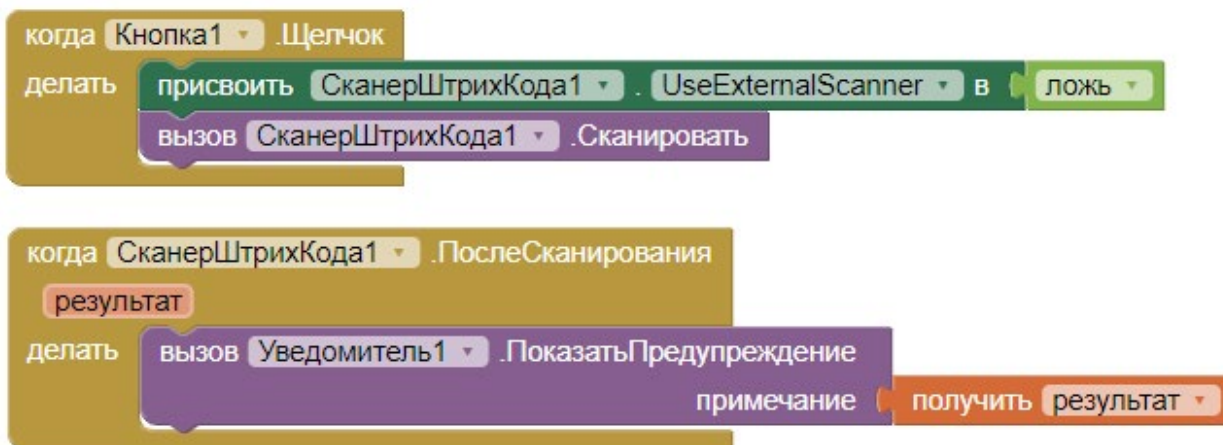 когда Кнопка1 .Щелчок
делать присвоить СканерШтрихКода1 . UseExternalScanner в ложь
вызов СканерШтрихКода1 .Сканировать
когда СканерШтрихКода1 .ПослеСканирования
результат
делать вызов Уведомитель1 .ПоказатьПредупреждение
примечание получить результат